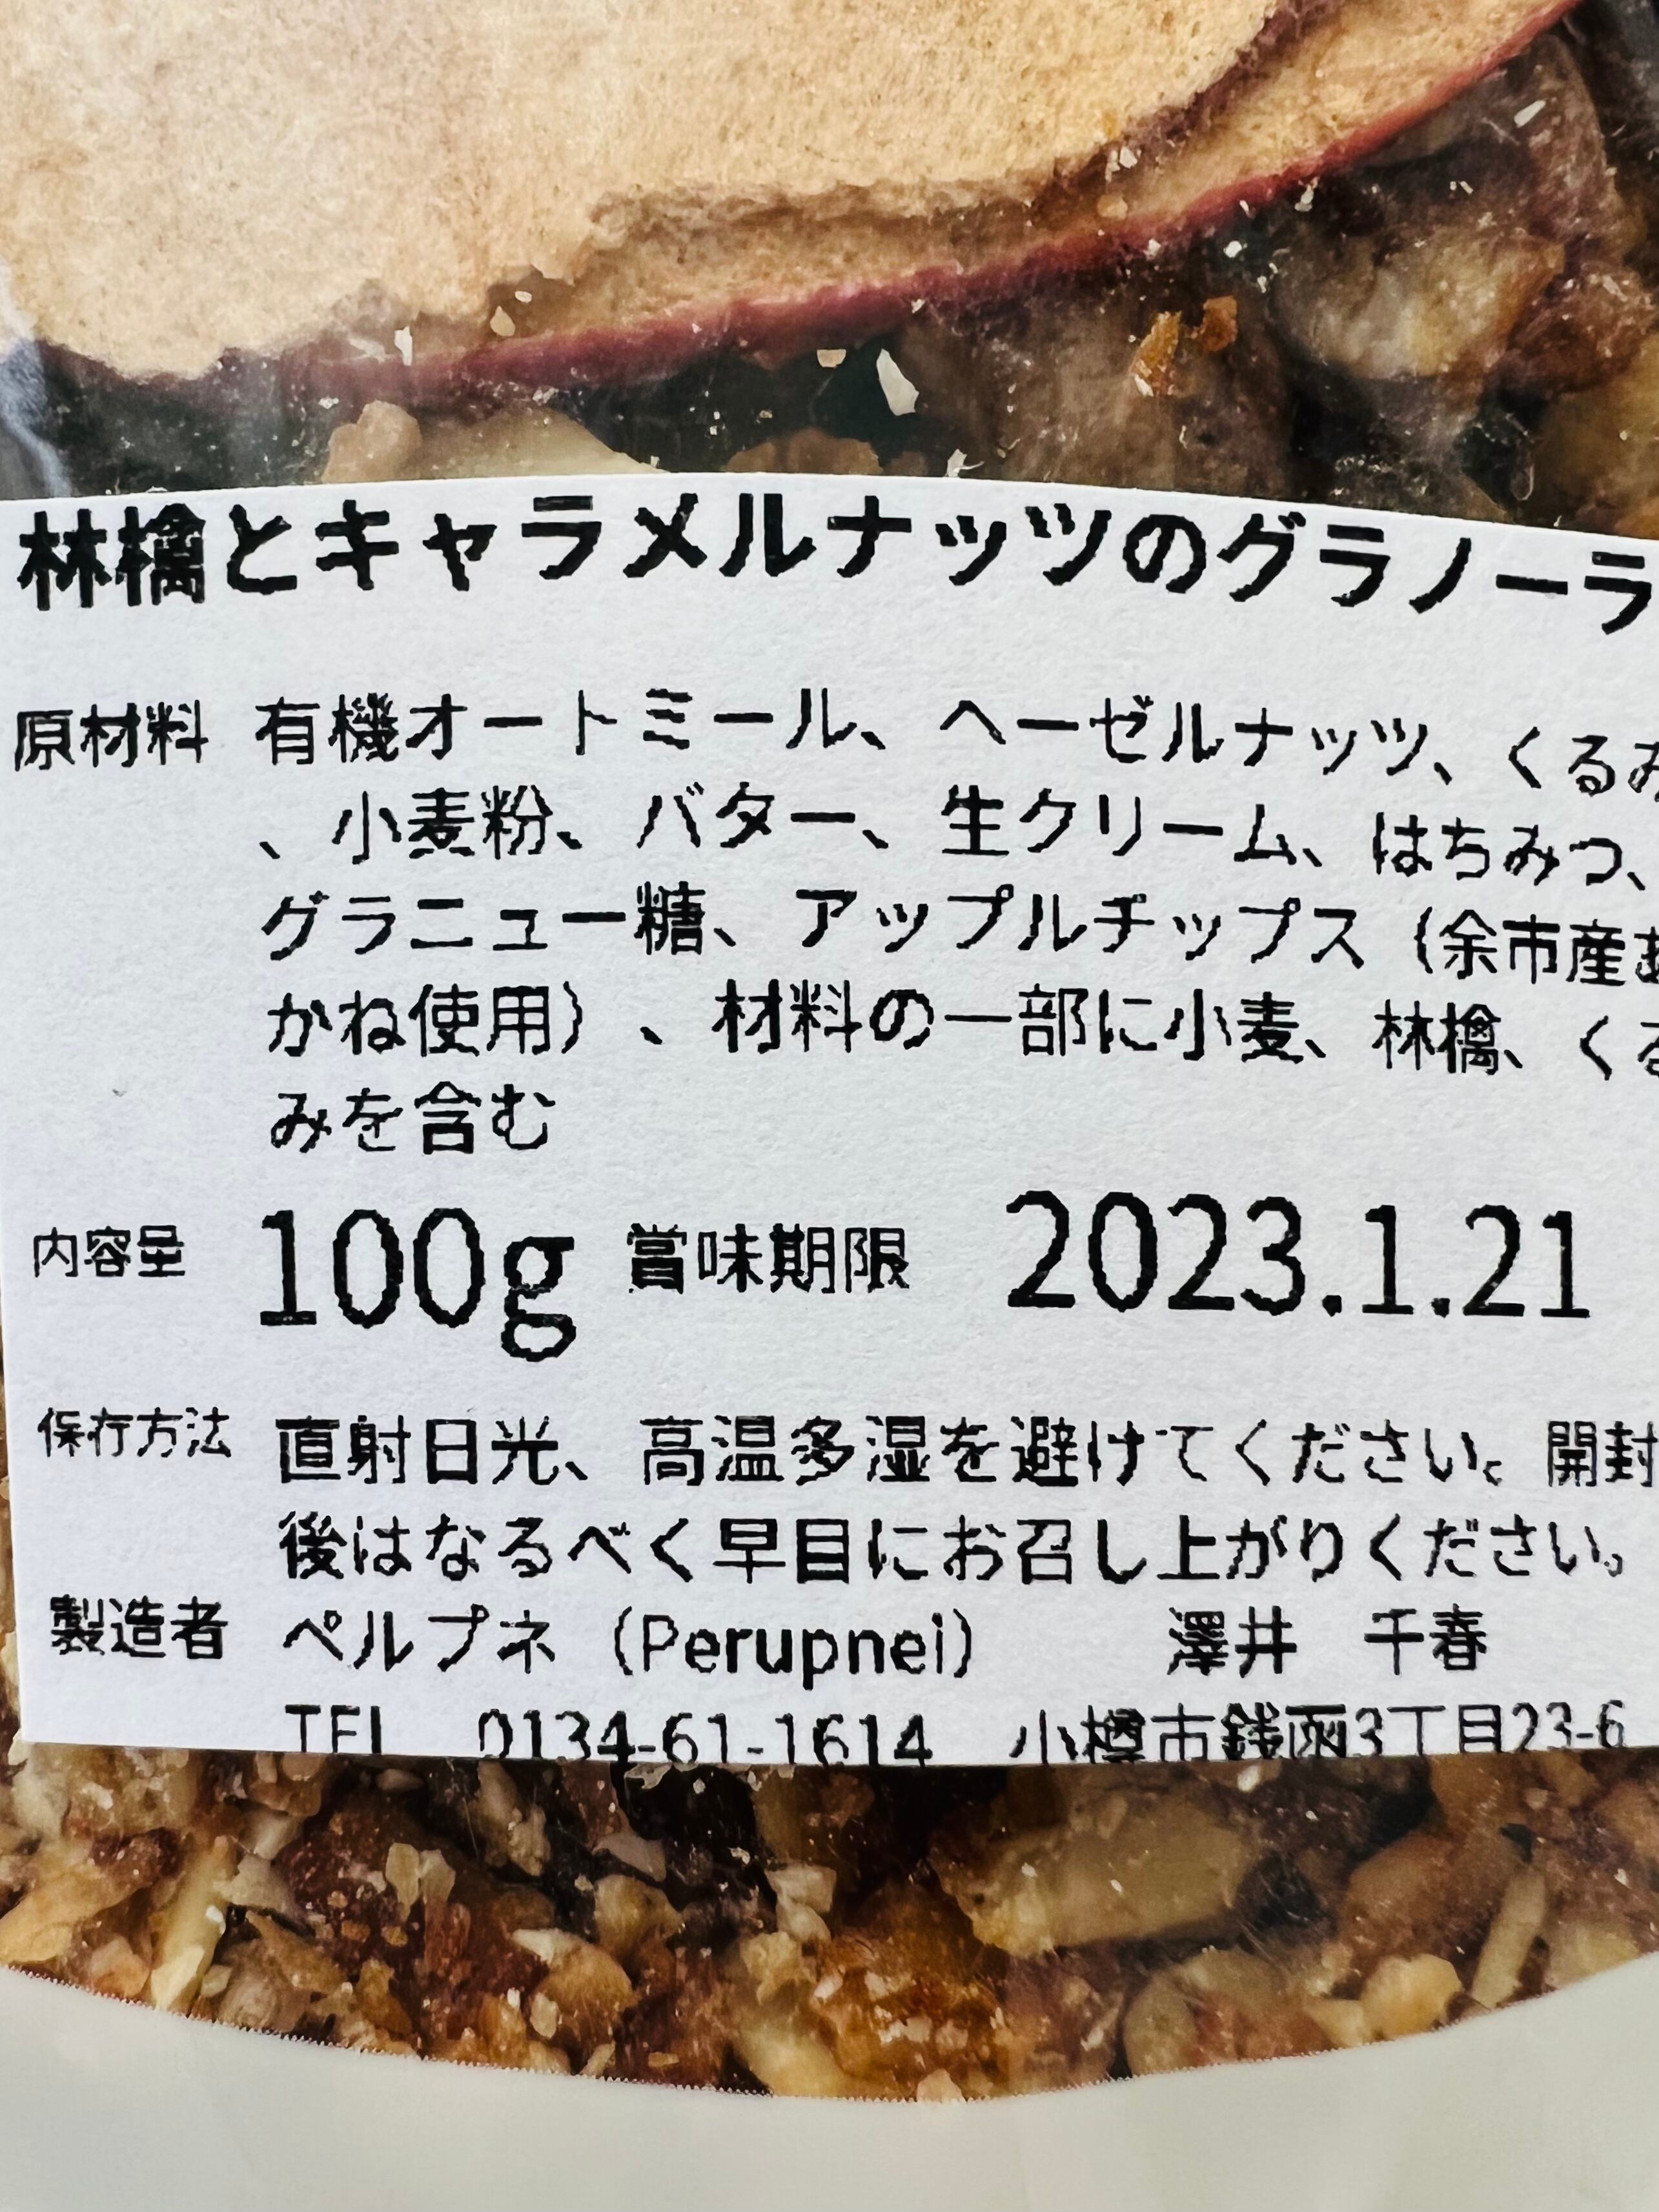 林檎とキャラメルナッツのグラノーラ
原材料 有機オートミール、ヘーゼルナッツ、くるみ
、小麦粉、バター、生クリーム、はちみつ、
グラニュー糖、アップルチップス（余市産あ
かね使用）、材料の一部に小麦、林檎、くる
みを含む
内容量 100g 賞味期限 2023.1.21
保存方法 直射日光、高温多湿を避けてください。開封
後はなるべく早目にお召し上がりください。
製造者 ペルプネ（Perupnei） 澤井 千春
TEL 0134-61-1614 小樽市銭函3丁目23-6